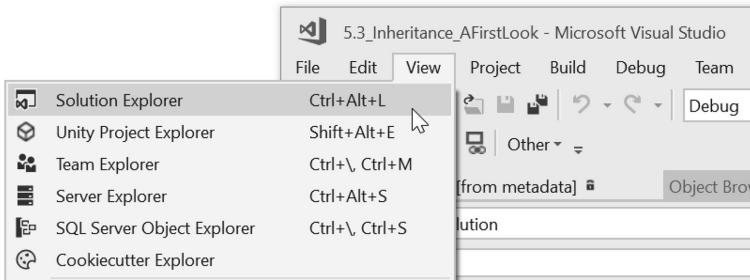 5.3_Inheritance_AFirstLook - Microsoft Visual Studio
File Edit View Project Build Debug Team
Solution Explorer Ctrl+Alt+L
Debug
Unity Project Explorer Shift+Alt+E
Other
Team Explorer Ctrl+\, Ctrl+M
[from metadata] Object Brow
Server Explorer Ctrl+Alt+S
SQL Server Object Explorer Ctrl+\, Ctrl+S
lution
Cookiecutter Explorer